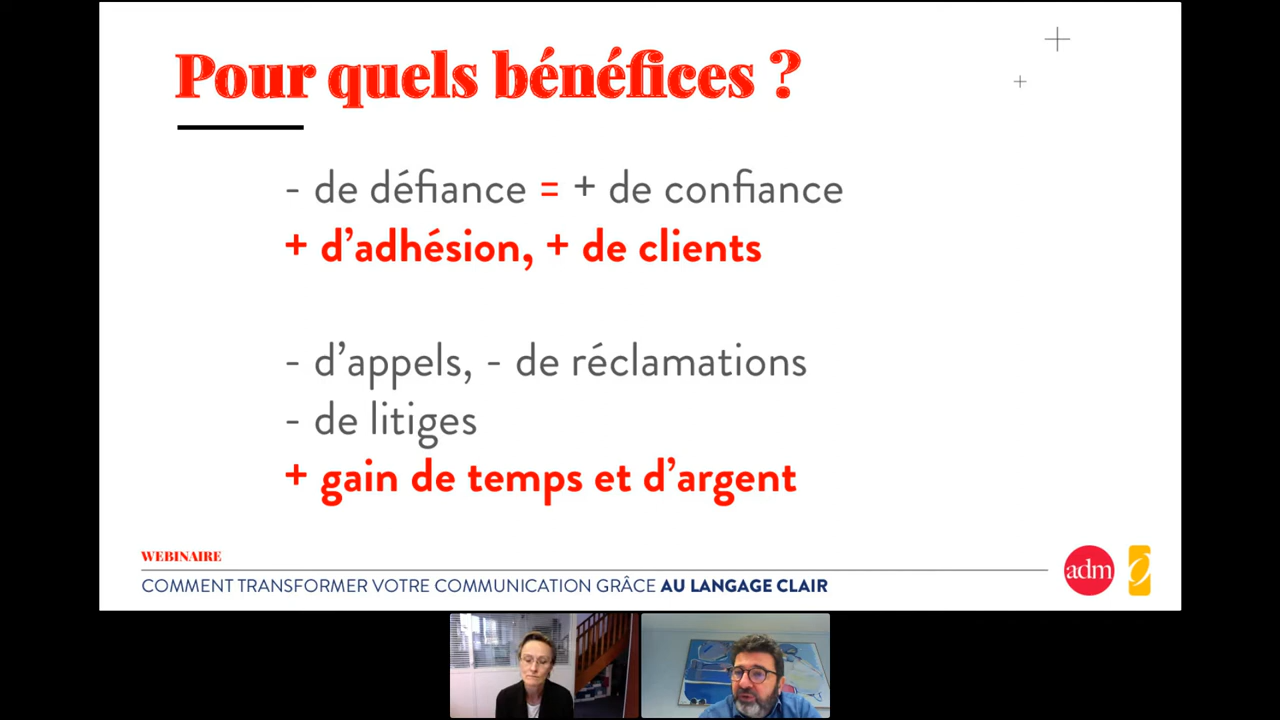 Pour quels bénéfices ?
- de défiance = + de confiance
+ d’adhésion, + de clients
- d’appels, - de réclamations
- de litiges
+ gain de temps et d’argent
WEBINAIRE
COMMENT TRANSFORMER VOTRE COMMUNICATION GRÂCE AU LANGAGE CLAIR
adm